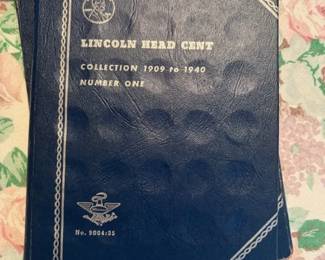 LINCOLN HEAD CENT
COLLECTION 1909 to 1940
NUMBER ONE
No. 9004:35